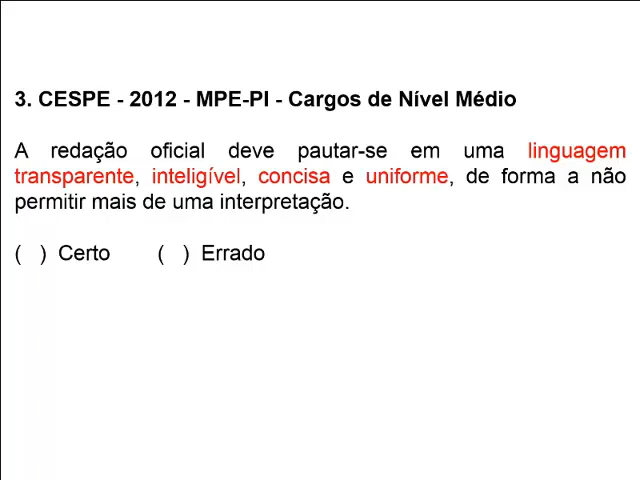 3. CESPE - 2012 - MPE-PI - Cargos de Nível Médio
A redação oficial deve pautar-se em uma linguagem
transparente, inteligível, concisa e uniforme, de forma a não
permitir mais de uma interpretação.
( ) Certo ( ) Errado